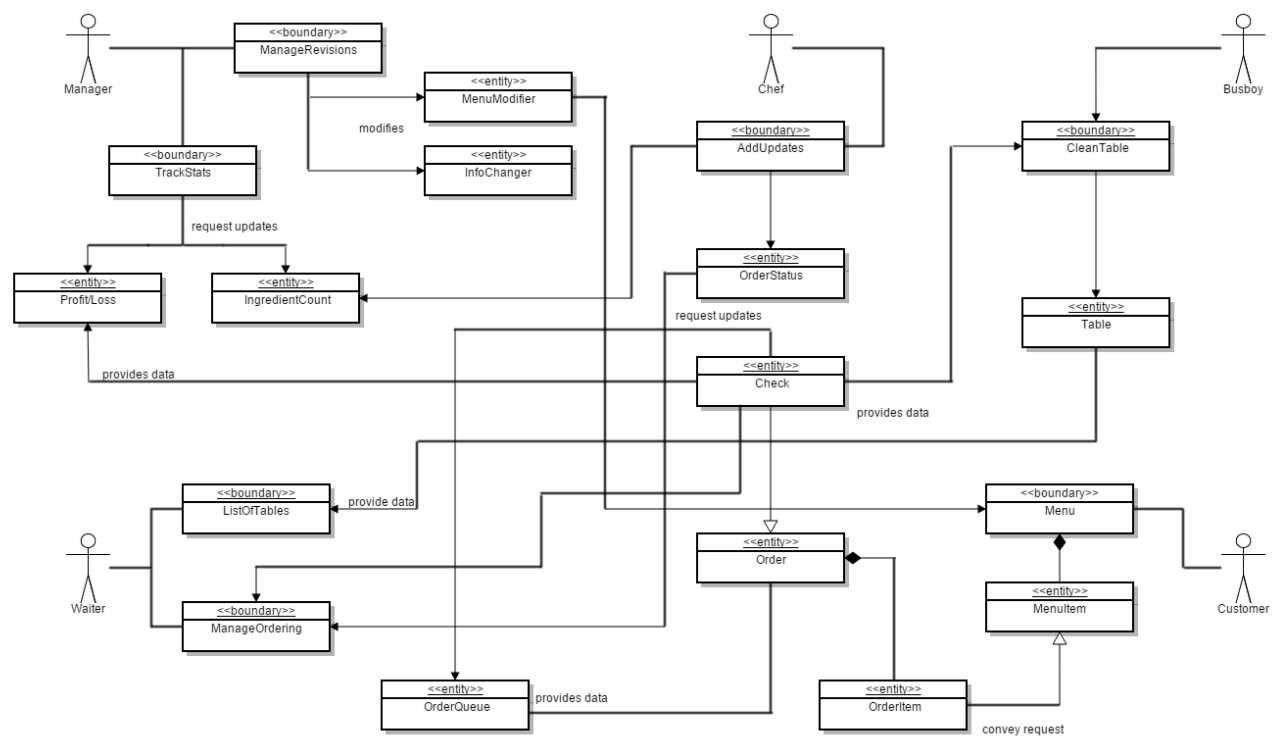 <<boundary>>
ManageRevisions
Manager
<<entity>>
MenuModifier
modifies
Chef
Busboy
<<boundary>>
AddUpdates
<<boundary>>
CleanTable
<<boundary>>
TrackStats
<<entity>>
InfoChanger
request updates
<<entity>>
OrderStatus
<<entity>>
Profit/Loss
<<entity>>
IngredientCount
<<entity>>
Table
request updates
<<entity>>
Check
provides data
provides data
<<boundary>>
ListOfTables
provide data
<<boundary>>
Menu
<<entity>>
Order
Waiter
<<boundary>>
ManageOrdering
<<entity>>
MenuItem
Customer
<<entity>>
OrderQueue
provides data
<<entity>>
OrderItem
convey request